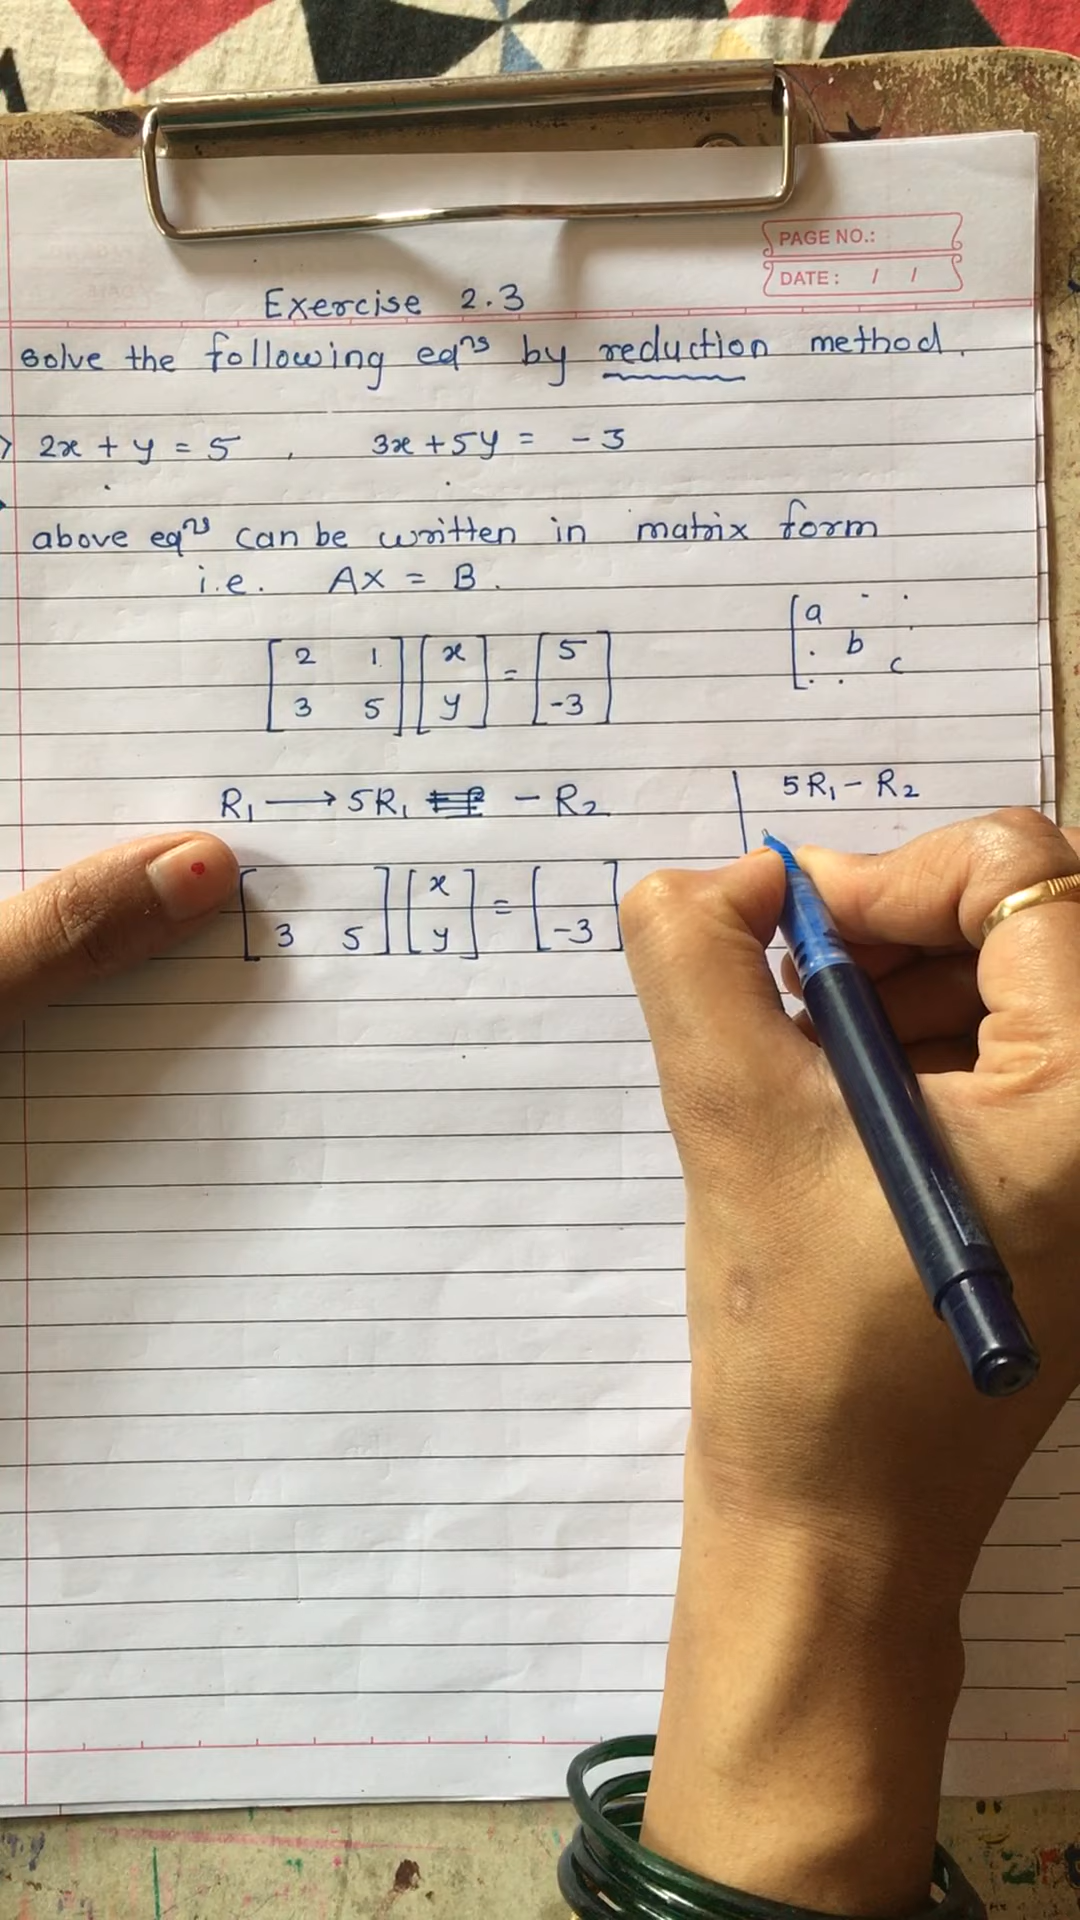 PAGE NO.:
DATE: / /
Exercise 2.3
solve the following eqⁿˢ by reduction method.
2x + y = 5 , 3x + 5y = -3
above eqⁿˢ can be written in matrix form
i.e. AX = B.
[2 1] [x] = [5] [a
[3 5] [y] [-3] b
c
R₁ → 5R₁ - R₂ | 5R₁ - R₂
[ ] [x] = [ ]
[3 5] [y] [-3]